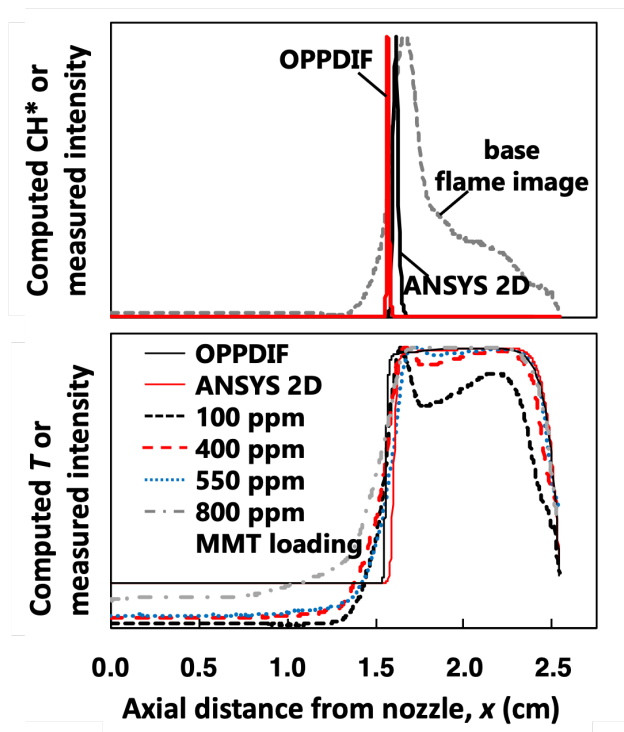 Computed CH* or
measured intensity
OPPDIF
base
flame image
ANSYS 2D
Computed T or
measured intensity
OPPDIF
ANSYS 2D
100 ppm
400 ppm
550 ppm
800 ppm
MMT loading
0.0 0.5 1.0 1.5 2.0 2.5
Axial distance from nozzle, x (cm)